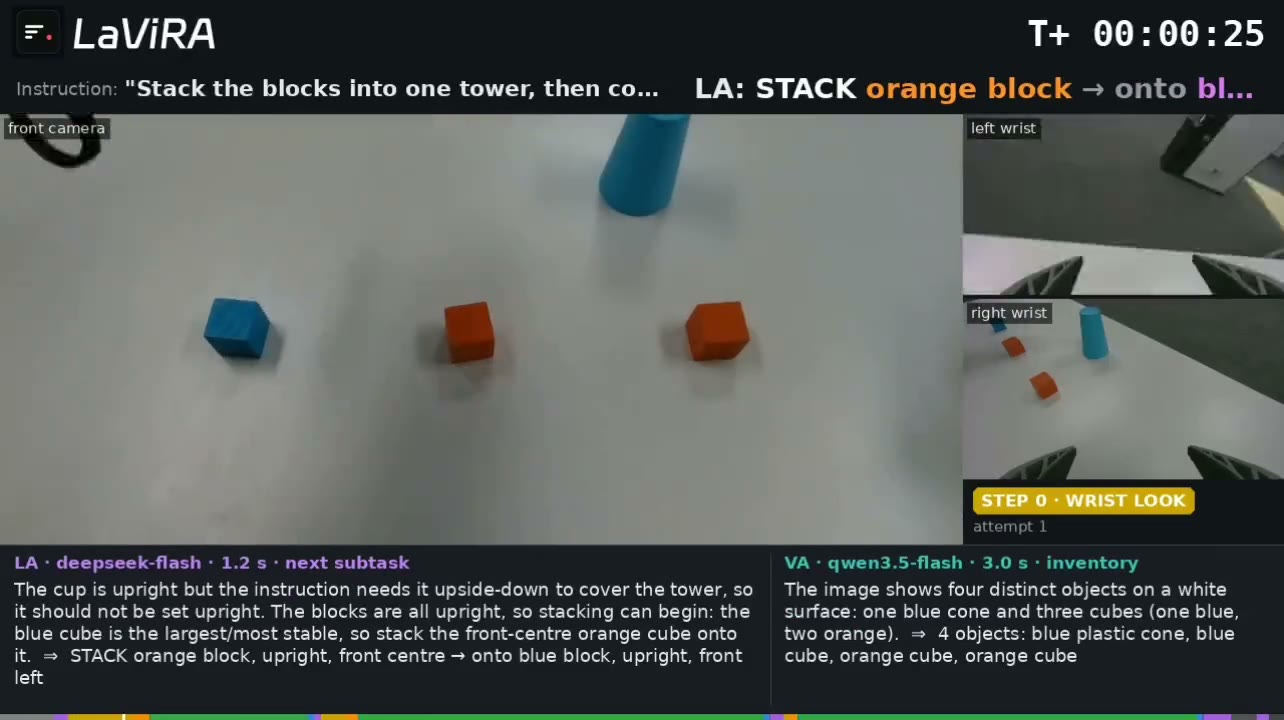 LaViRA
T+ 00:00:25
Instruction: "Stack the blocks into one tower, then co...
LA: STACK orange block → onto bl...
front camera
left wrist
right wrist
STEP 0 · WRIST LOOK
attempt 1
LA · deepseek-flash · 1.2 s · next subtask
The cup is upright but the instruction needs it upside-down to cover the tower, so
it should not be set upright. The blocks are all upright, so stacking can begin: the
blue cube is the largest/most stable, so stack the front-centre orange cube onto
it. ⇒ STACK orange block, upright, front centre → onto blue block, upright, front
left
VA · qwen3.5-flash · 3.0 s · inventory
The image shows four distinct objects on a white
surface: one blue cone and three cubes (one blue,
two orange). ⇒ 4 objects: blue plastic cone, blue
cube, orange cube, orange cube